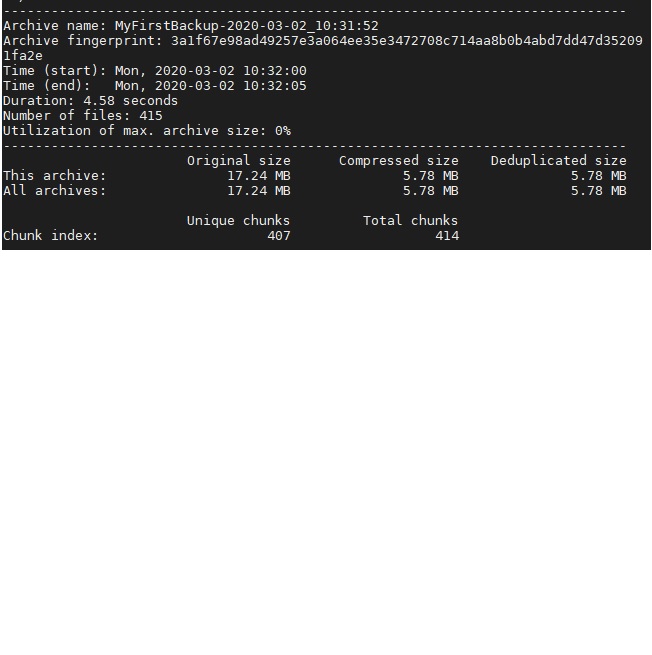 ------------------------------------------------------------------------------
Archive name: MyFirstBackup-2020-03-02_10:31:52
Archive fingerprint: 3a1f67e98ad49257e3a064ee35e3472708c714aa8b0b4abd7dd47d35209
1fa2e
Time (start): Mon, 2020-03-02 10:32:00
Time (end):   Mon, 2020-03-02 10:32:05
Duration: 4.58 seconds
Number of files: 415
Utilization of max. archive size: 0%
------------------------------------------------------------------------------
                       Original size      Compressed size    Deduplicated size
This archive:               17.24 MB              5.78 MB              5.78 MB
All archives:               17.24 MB              5.78 MB              5.78 MB
                       Unique chunks         Total chunks
Chunk index:                     407                  414